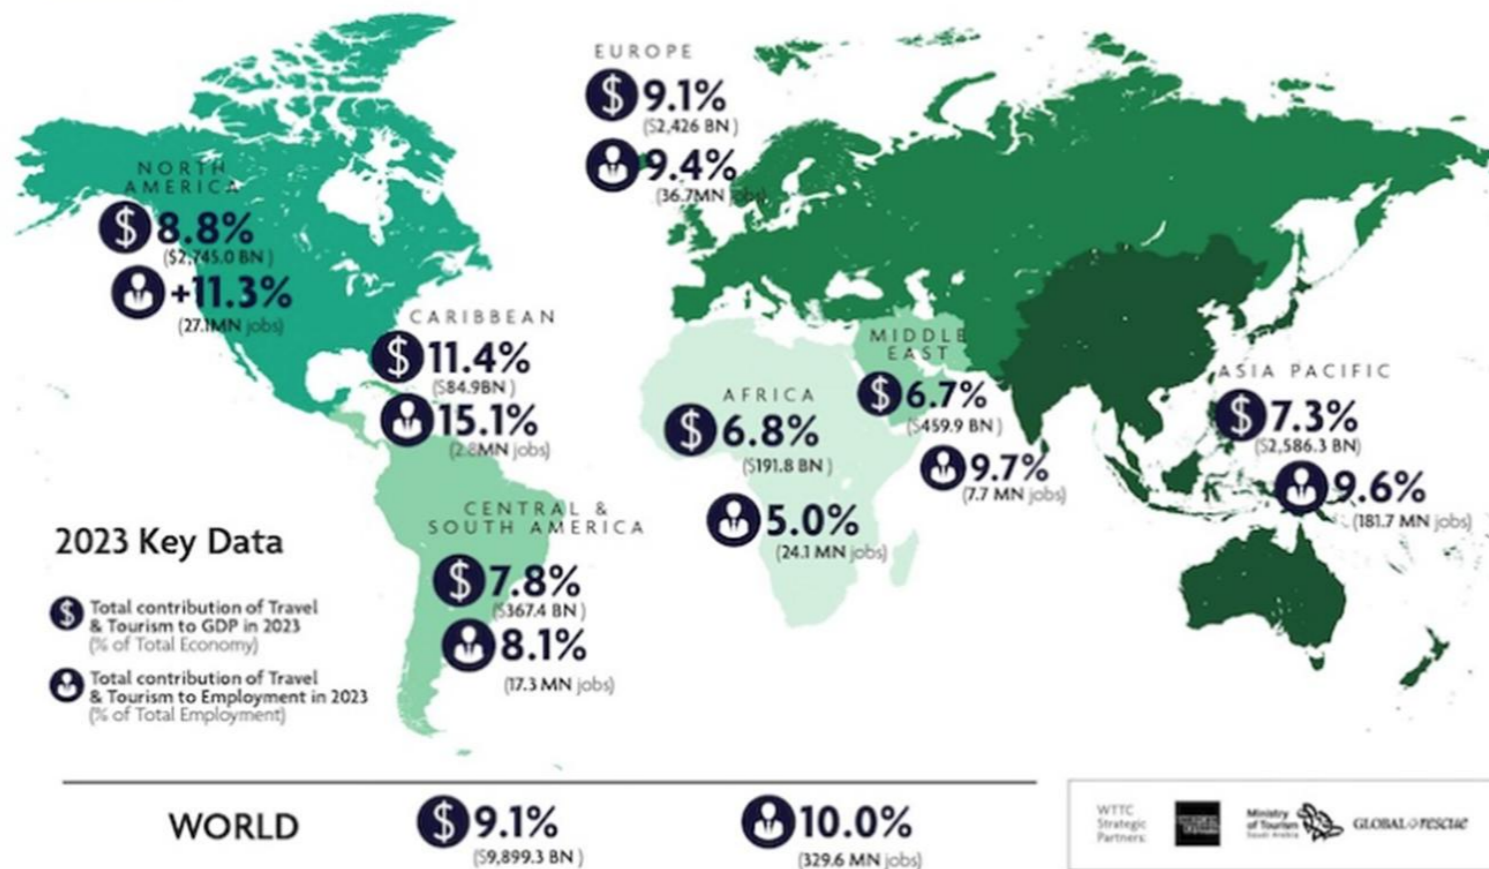 EUROPE
9.1%
($2,426 BN )
9.4%
(36.7MN jobs)
NORTH
AMERICA
8.8%
($2,745.0 BN )
+11.3%
(27.1MN jobs)
CARIBBEAN
11.4%
($84.9BN )
15.1%
(2.8MN jobs)
MIDDLE
EAST
6.7%
($459.9 BN )
9.7%
(7.7 MN jobs)
AFRICA
6.8%
($191.8 BN )
5.0%
(24.1 MN jobs)
ASIA PACIFIC
7.3%
($2,586.3 BN)
9.6%
(181.7 MN jobs)
CENTRAL &
SOUTH AMERICA
7.8%
($367.4 BN )
8.1%
(17.3 MN jobs)
2023 Key Data
$ Total contribution of Travel
& Tourism to GDP in 2023
(% of Total Economy)
Total contribution of Travel
& Tourism to Employment in 2023
(% of Total Employment)
WORLD
$ 9.1%
($9,899.3 BN )
10.0%
(329.6 MN jobs)
WTTC
Strategic
Partners:
Ministry
of Tourism
Saudi Arabia
GLOBAL rescue